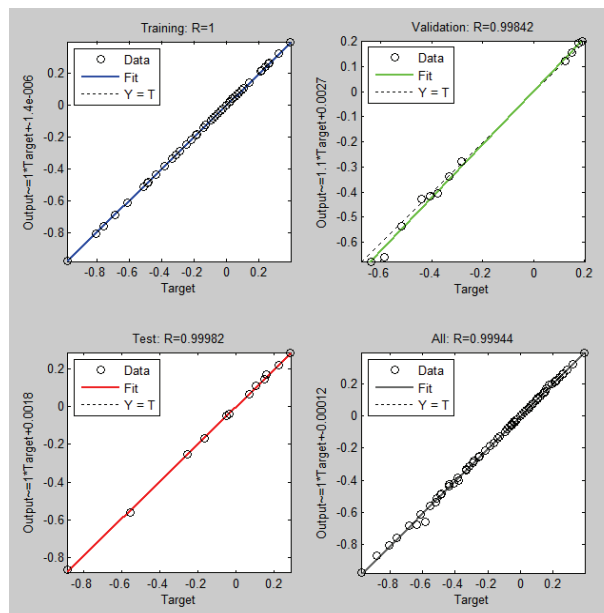 Training: R=1
Output~=1*Target+-1.4e-006
Data
Fit
Y = T
0.2
0
-0.2
-0.4
-0.6
-0.8
-0.8 -0.6 -0.4 -0.2 0 0.2
Target
Validation: R=0.99842
Output~=1.1*Target+0.0027
Data
Fit
Y = T
0.2
0.1
0
-0.1
-0.2
-0.3
-0.4
-0.5
-0.6
-0.6 -0.4 -0.2 0 0.2
Target
Test: R=0.99982
Output~=1*Target+0.0018
Data
Fit
Y = T
0.2
0
-0.2
-0.4
-0.6
-0.8
-0.8 -0.6 -0.4 -0.2 0 0.2
Target
All: R=0.99944
Output~=1*Target+-0.00012
Data
Fit
Y = T
0.2
0
-0.2
-0.4
-0.6
-0.8
-0.8 -0.6 -0.4 -0.2 0 0.2
Target